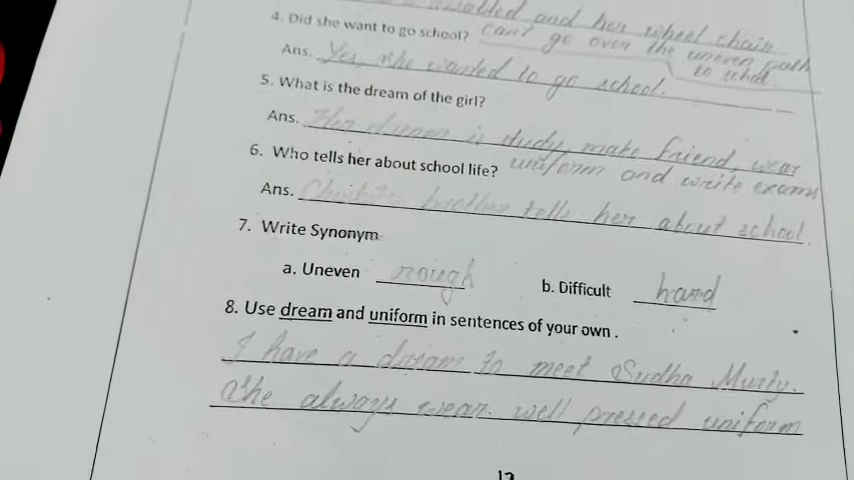 disabled and her wheel chair
4. Did she want to go school? can't go over the uneven path
to school.
Ans. Yes, she wanted to go school.
5. What is the dream of the girl?
Ans. Her dream is study, make friend, wear
uniform and write exams
6. Who tells her about school life?
Ans. brother tells her about school.
7. Write Synonym
a. Uneven rough b. Difficult hard
8. Use dream and uniform in sentences of your own .
I have a dream to meet Sudha Murty.
She always wear well pressed uniform